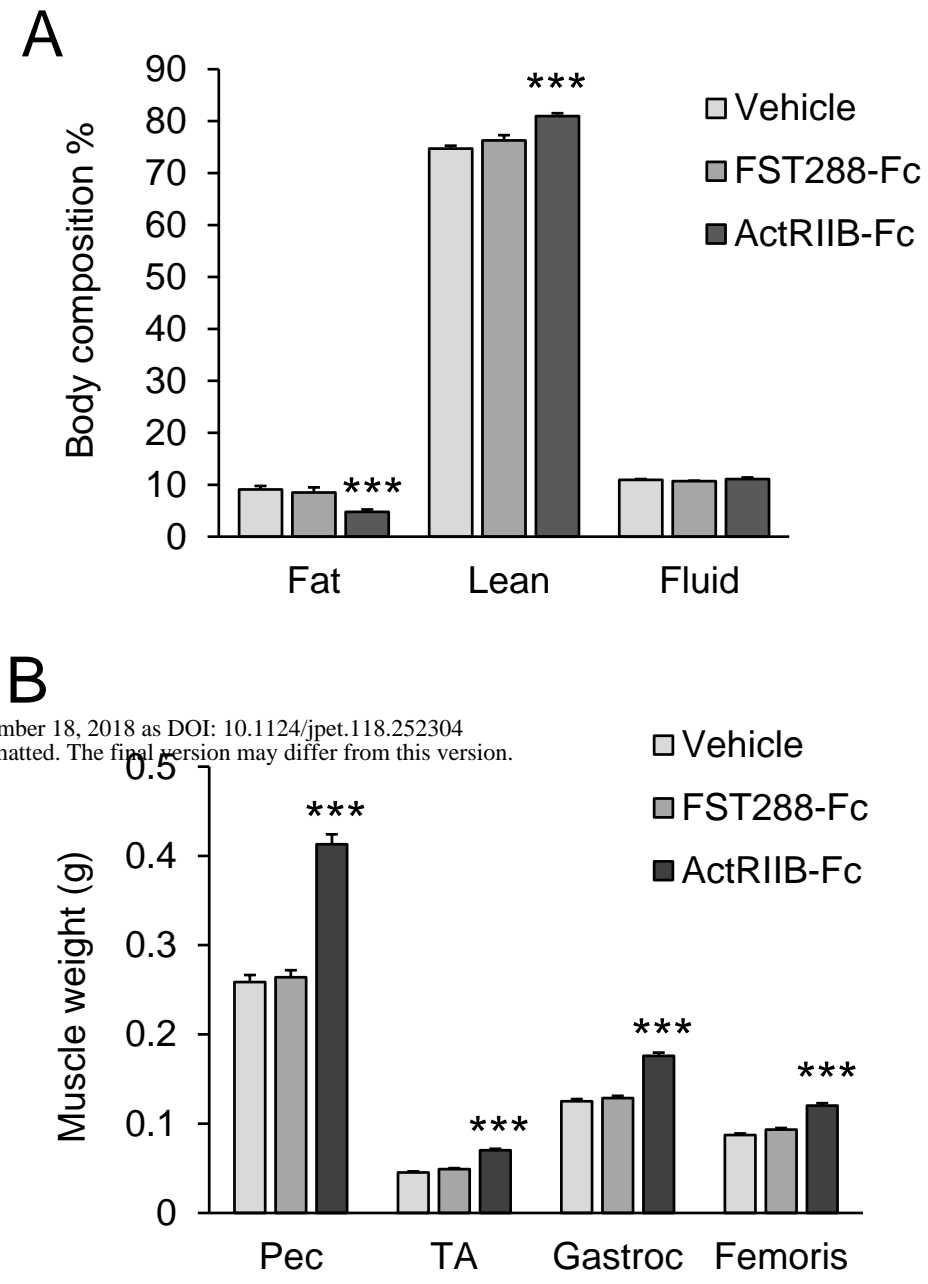 A
90
80
70
60
50
40
30
20
10
0
Body composition %
***
***
Vehicle
FST288-Fc
ActRIIB-Fc
Fat Lean Fluid
B
mber 18, 2018 as DOI: 10.1124/jpet.118.252304
natted. The final version may differ from this version.
0.5
0.4
0.3
0.2
0.1
0
Muscle weight (g)
***
***
***
***
Vehicle
FST288-Fc
ActRIIB-Fc
Pec TA Gastroc Femoris